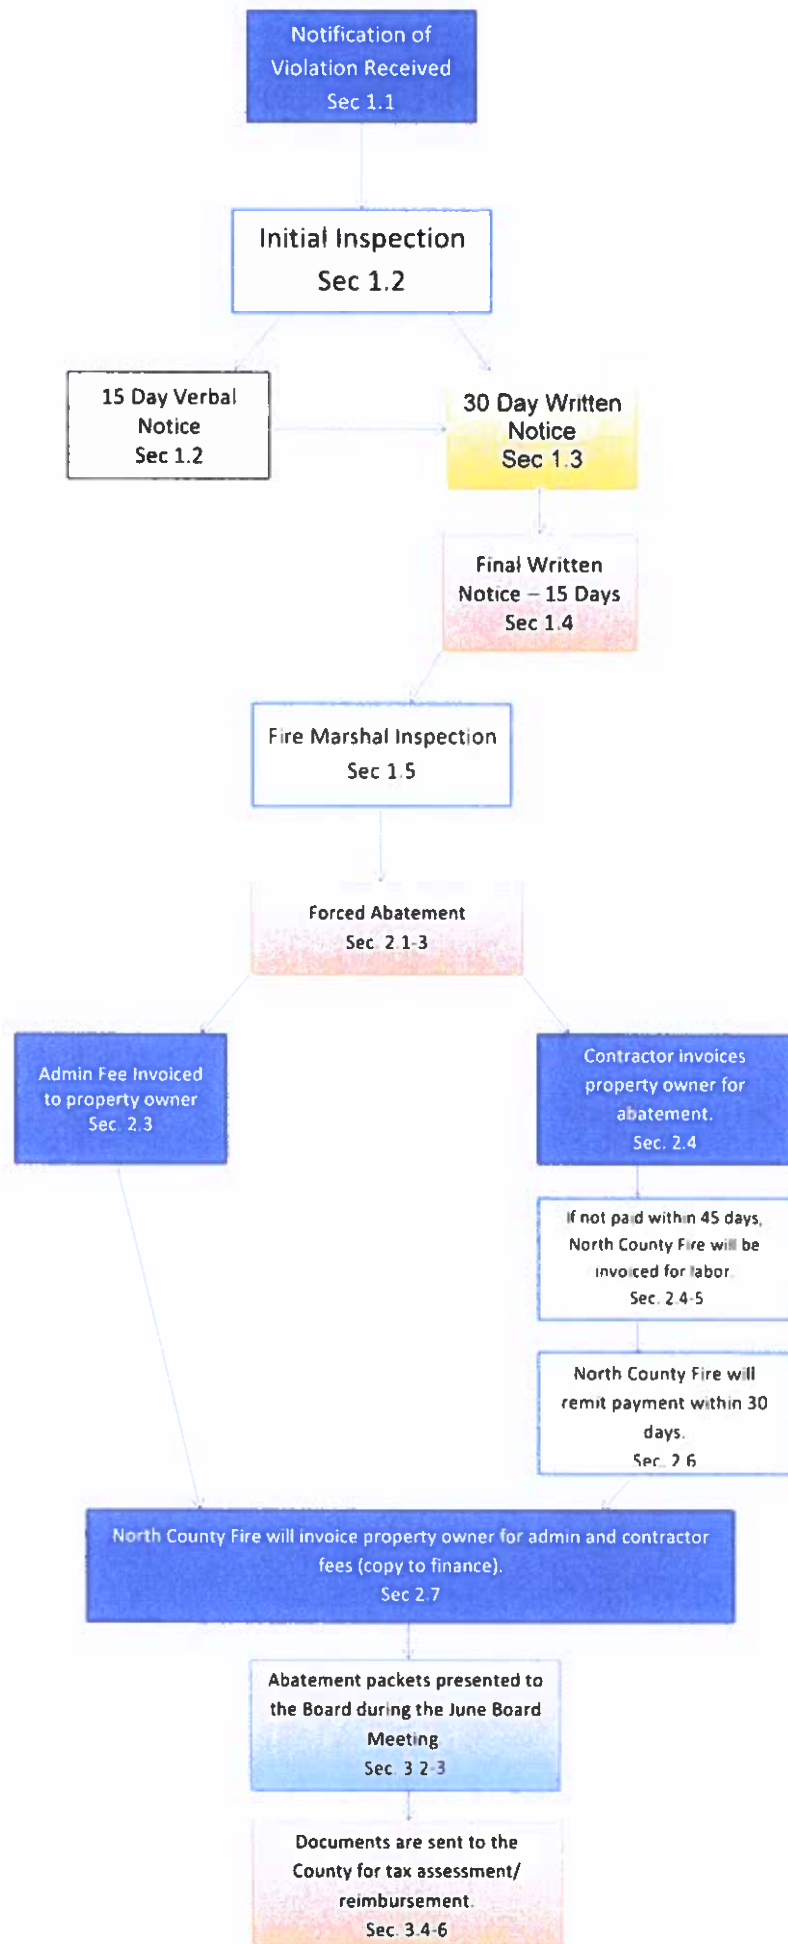 Notification of
Violation Received
Sec 1.1
Initial Inspection
Sec 1.2
15 Day Verbal
Notice
Sec 1.2
30 Day Written
Notice
Sec 1.3
Final Written
Notice – 15 Days
Sec 1.4
Fire Marshal Inspection
Sec 1.5
Forced Abatement
Sec. 2.1-3
Admin Fee Invoiced
to property owner
Sec. 2.3
Contractor invoices
property owner for
abatement.
Sec. 2.4
If not paid within 45 days,
North County Fire will be
invoiced for labor.
Sec. 2.4-5
North County Fire will
remit payment within 30
days.
Sec. 2.6
North County Fire will invoice property owner for admin and contractor
fees (copy to finance).
Sec 2.7
Abatement packets presented to
the Board during the June Board
Meeting
Sec. 3.2-3
Documents are sent to the
County for tax assessment/
reimbursement.
Sec. 3.4-6